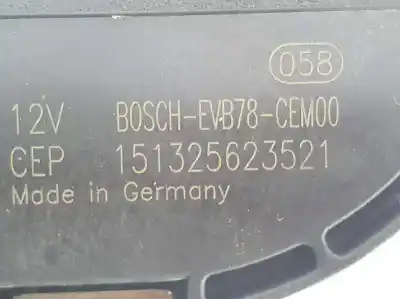 058
12V BOSCH-EVB78-CEM00
CEP 151325623521
Made in Germany